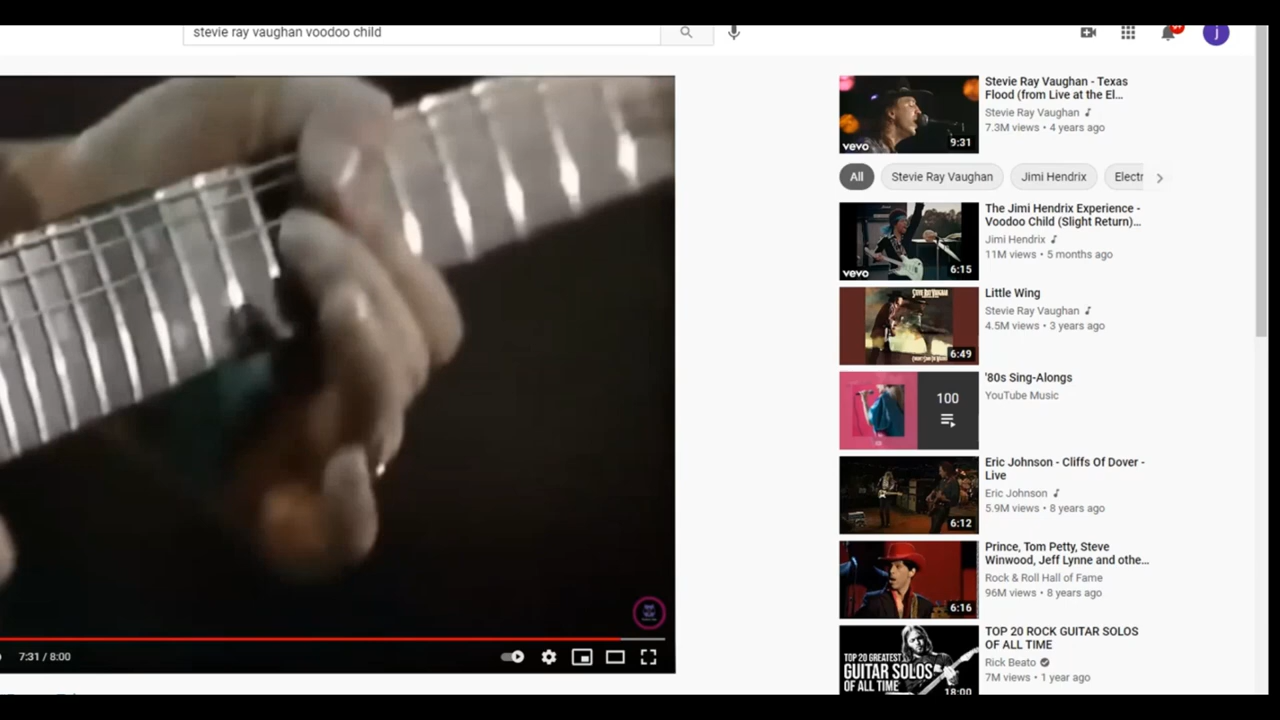 stevie ray vaughan voodoo child
j
7:31 / 8:00
Stevie Ray Vaughan - Texas
Flood (from Live at the El...
Stevie Ray Vaughan
7.3M views • 4 years ago
vevo
9:31
All
Stevie Ray Vaughan
Jimi Hendrix
Electr
The Jimi Hendrix Experience -
Voodoo Child (Slight Return)...
Jimi Hendrix
11M views • 5 months ago
vevo
6:15
Little Wing
Stevie Ray Vaughan
4.5M views • 3 years ago
6:49
'80s Sing-Alongs
YouTube Music
100
Eric Johnson - Cliffs Of Dover -
Live
Eric Johnson
5.9M views • 8 years ago
6:12
Prince, Tom Petty, Steve
Winwood, Jeff Lynne and othe...
Rock & Roll Hall of Fame
96M views • 8 years ago
6:16
TOP 20 ROCK GUITAR SOLOS
OF ALL TIME
Rick Beato
7M views • 1 year ago
TOP 20 GREATEST
GUITAR SOLOS
OF ALL TIME
18:00